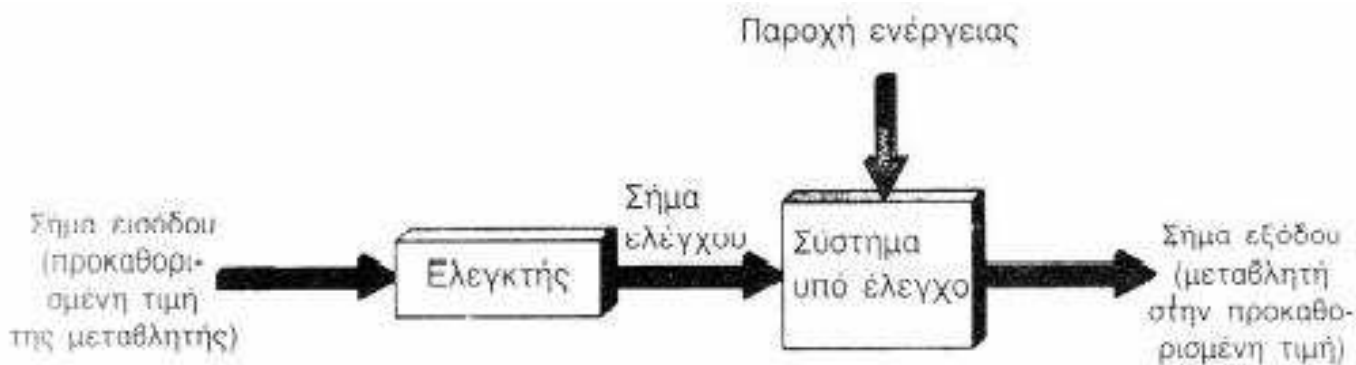 Παροχή ενέργειας
Σήμα εισόδου
(προκαθορι-
σμένη τιμή
της μεταβλητής)
Ελεγκτής
Σήμα
ελέγχου
Σύστημα
υπό έλεγχο
Σήμα εξόδου
(μεταβλητή
στην προκαθο-
ρισμένη τιμή)